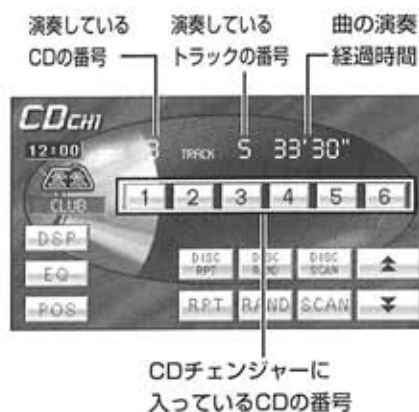 演奏している
CDの番号
演奏している
トラックの番号
曲の演奏
経過時間
CD CH1
12:00
3 TRACK 5 33'30"
CLUB
1 2 3 4 5 6
DSP
EQ
POS
DISC RPT
DISC RAND
DISC SCAN
RPT RAND SCAN
CDチェンジャーに
入っているCDの番号